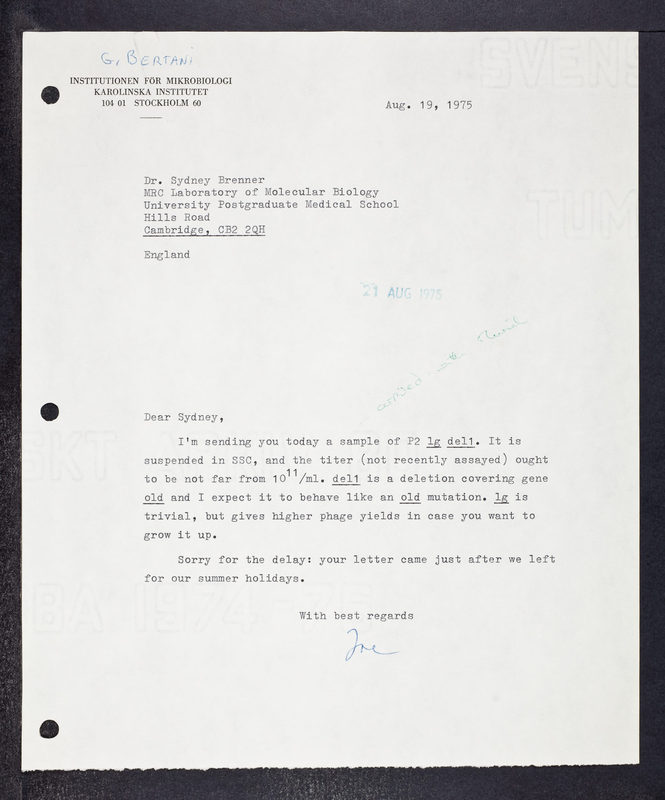 G. BERTANI
INSTITUTIONEN FÖR MIKROBIOLOGI
KAROLINSKA INSTITUTET
104 01 STOCKHOLM 60
Aug. 19, 1975
Dr. Sydney Brenner
MRC Laboratory of Molecular Biology
University Postgraduate Medical School
Hills Road
Cambridge, CB2 2QH
England
21 AUG 1975
Dear Sydney,
I'm sending you today a sample of P2 lg del1. It is
suspended in SSC, and the titer (not recently assayed) ought
to be not far from 10¹¹/ml. del1 is a deletion covering gene
old and I expect it to behave like an old mutation. lg is
trivial, but gives higher phage yields in case you want to
grow it up.
Sorry for the delay: your letter came just after we left
for our summer holidays.
With best regards
Joe